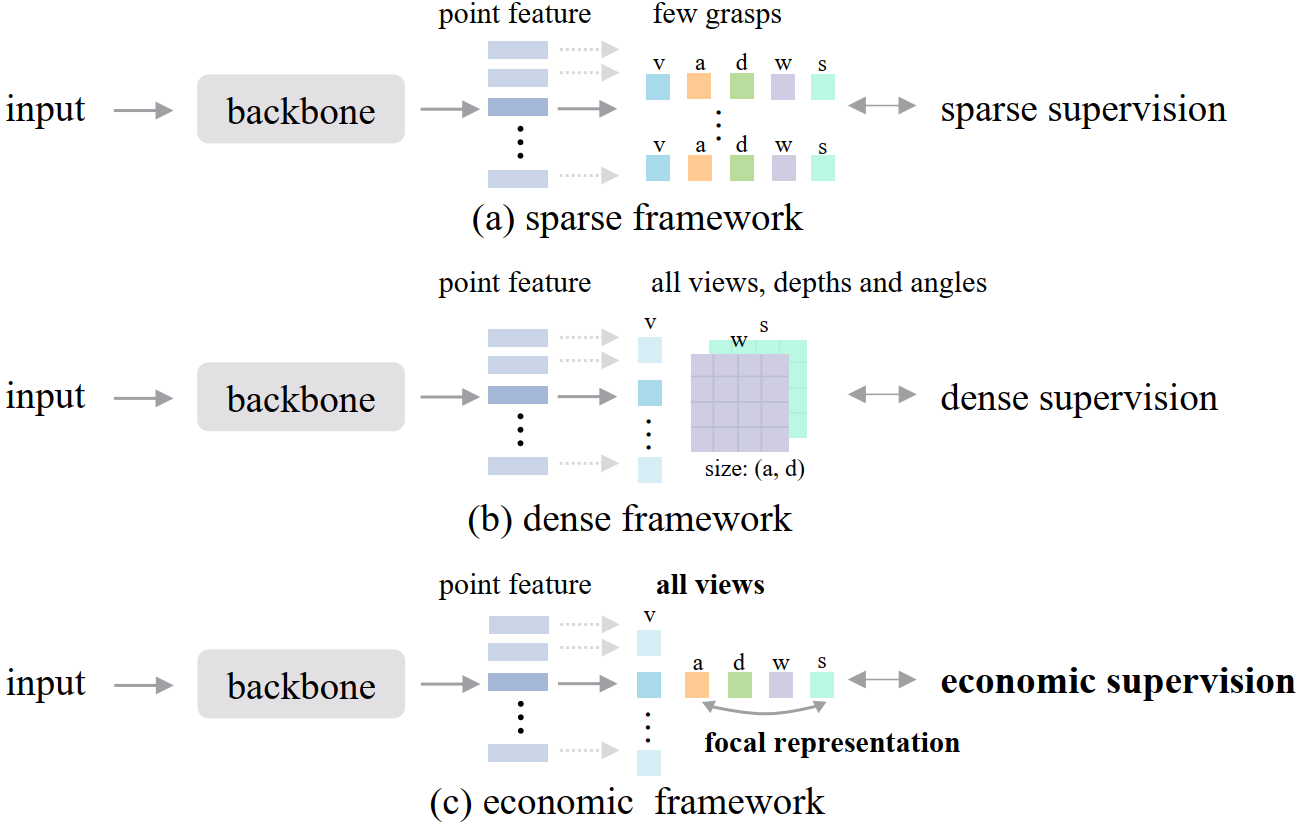 point feature few grasps
v a d w s
input backbone sparse supervision
v a d w s
(a) sparse framework
point feature all views, depths and angles
v s
w
input backbone dense supervision
size: (a, d)
(b) dense framework
point feature all views
v
a d w s
input backbone economic supervision
focal representation
(c) economic framework